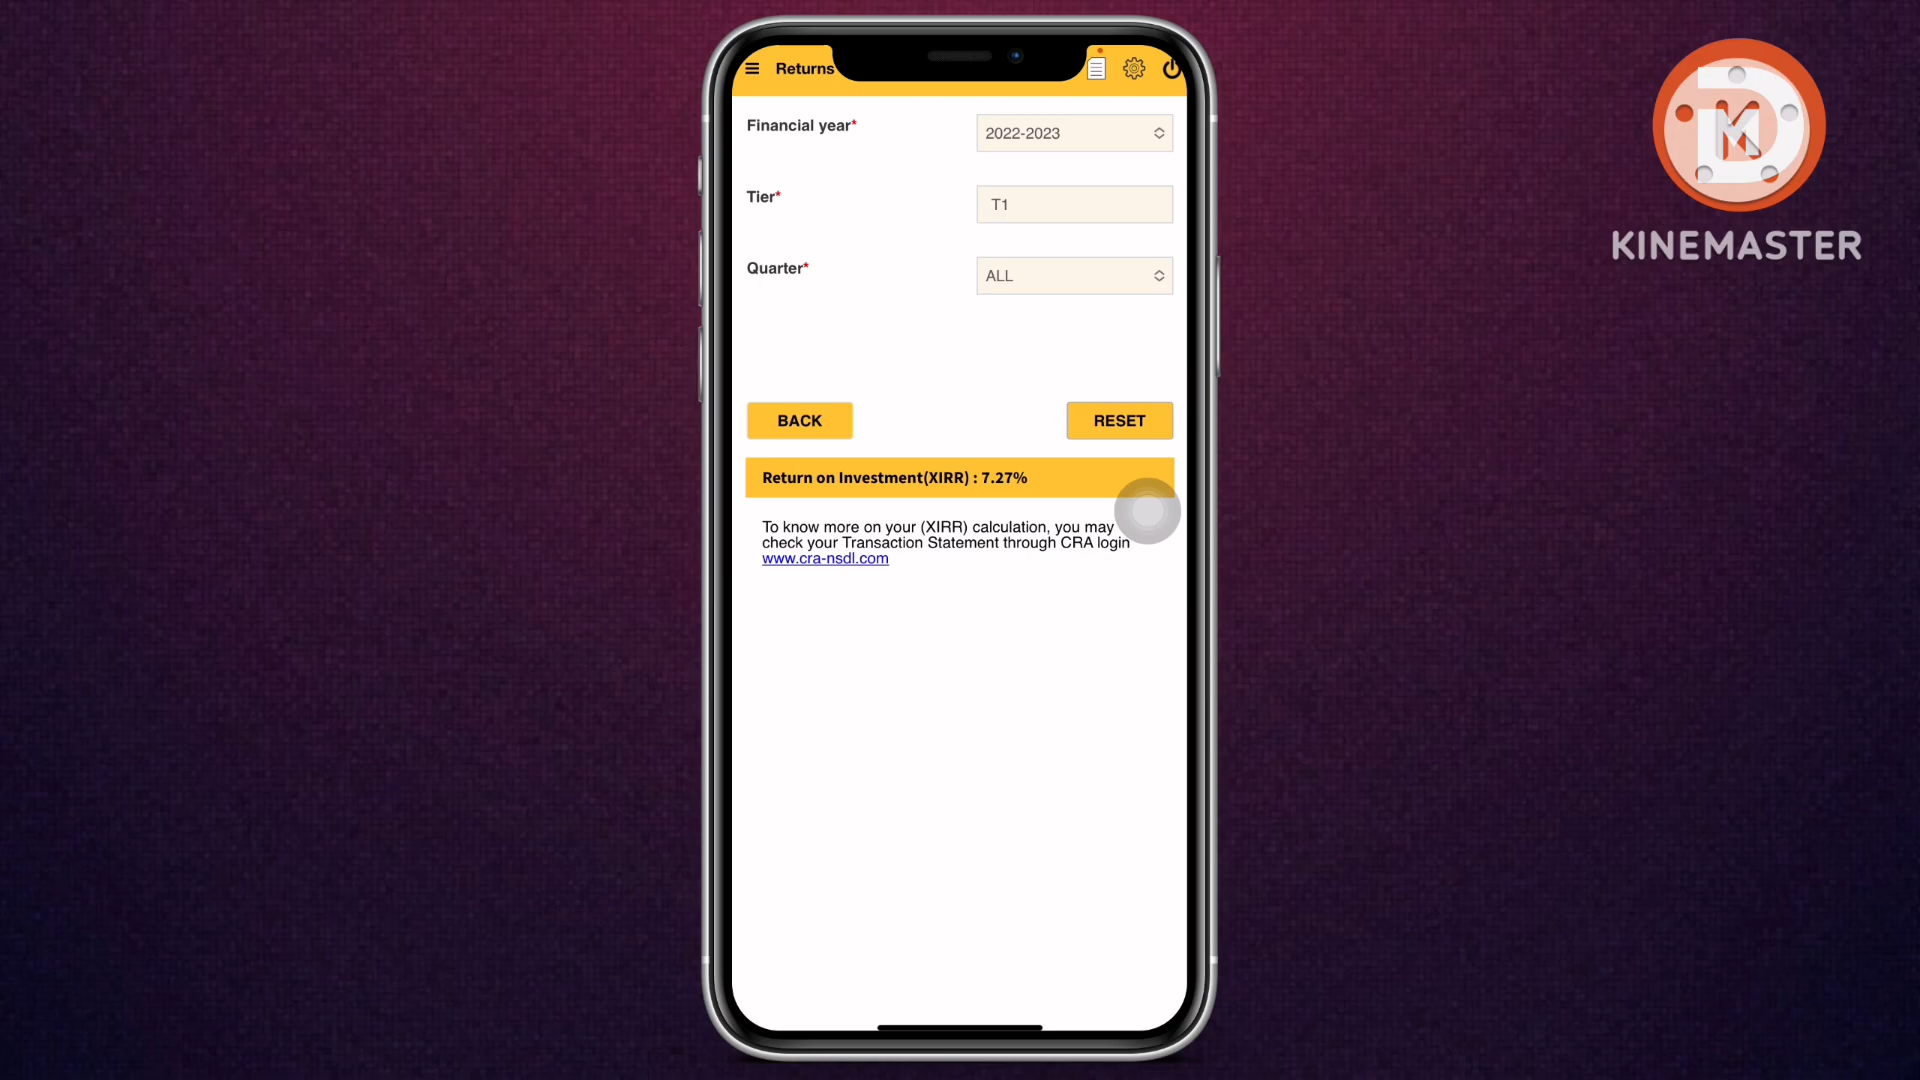 Returns
Financial year*
2022-2023
Tier*
T1
Quarter*
ALL
BACK
RESET
Return on Investment(XIRR) : 7.27%
To know more on your (XIRR) calculation, you may
check your Transaction Statement through CRA login
www.cra-nsdl.com
KINEMASTER